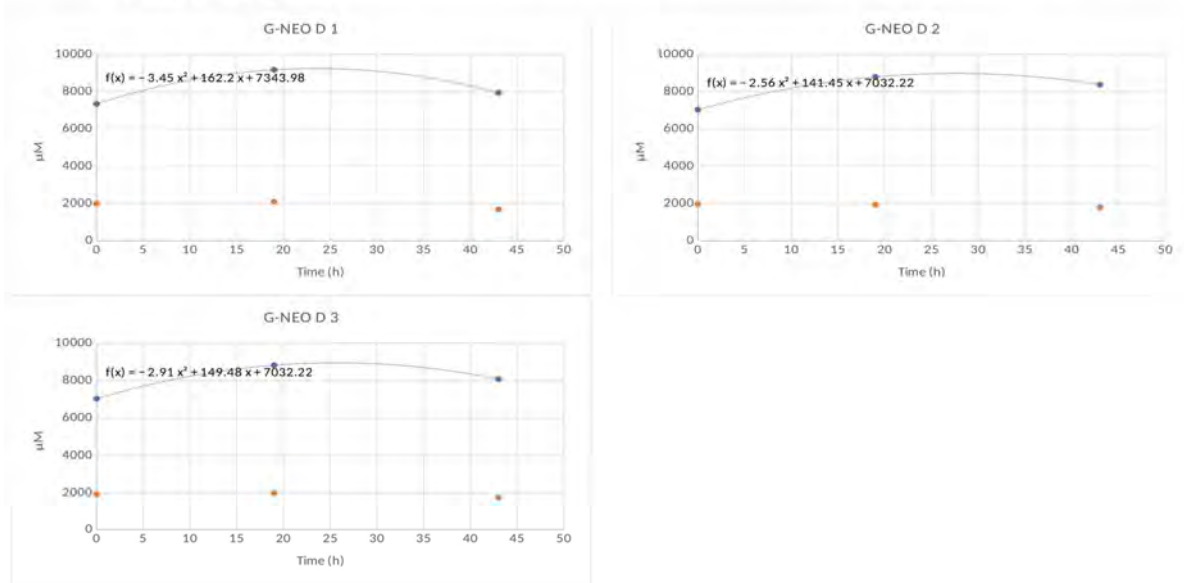 G-NEO D 1
10000
8000
6000
4000
2000
0
f(x) = − 3.45 x² + 162.2 x + 7343.98
μM
0 5 10 15 20 25 30 35 40 45 50
Time (h)
G-NEO D 2
10000
8000
6000
4000
2000
0
f(x) = − 2.56 x² + 141.45 x + 7032.22
μM
0 5 10 15 20 25 30 35 40 45 50
Time (h)
G-NEO D 3
10000
8000
6000
4000
2000
0
f(x) = − 2.91 x² + 149.48 x + 7032.22
μM
0 5 10 15 20 25 30 35 40 45 50
Time (h)